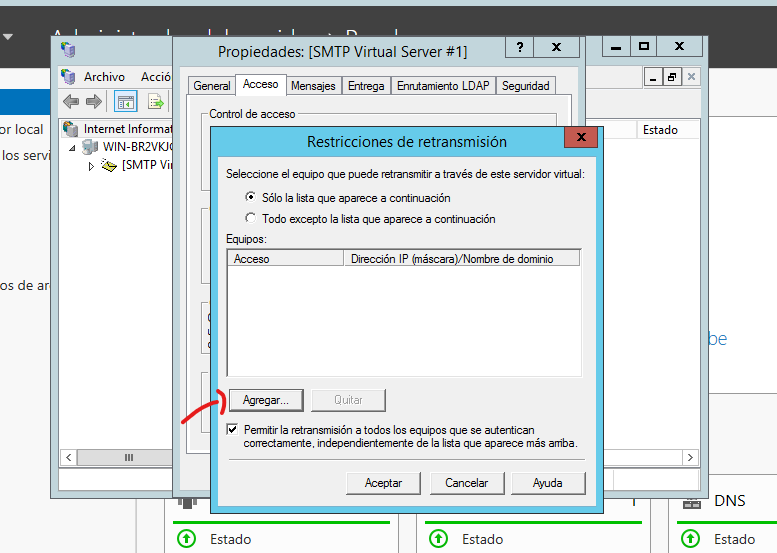 Propiedades: [SMTP Virtual Server #1]
?
Archivo Acció
General Acceso Mensajes Entrega Enrutamiento LDAP Seguridad
Control de acceso
or local
Internet Informat
Estado
los servi
WIN-BR2VKJ
[SMTP Vi
Restricciones de retransmisión
Seleccione el equipo que puede retransmitir a través de este servidor virtual:
Sólo la lista que aparece a continuación
Todo excepto la lista que aparece a continuación
Equipos:
Acceso Dirección IP (máscara)/Nombre de dominio
os de ar
be
Agregar... Quitar
Permitir la retransmisión a todos los equipos que se autentican
correctamente, independientemente de la lista que aparece más arriba.
Aceptar Cancelar Ayuda
DNS
Estado Estado Estado